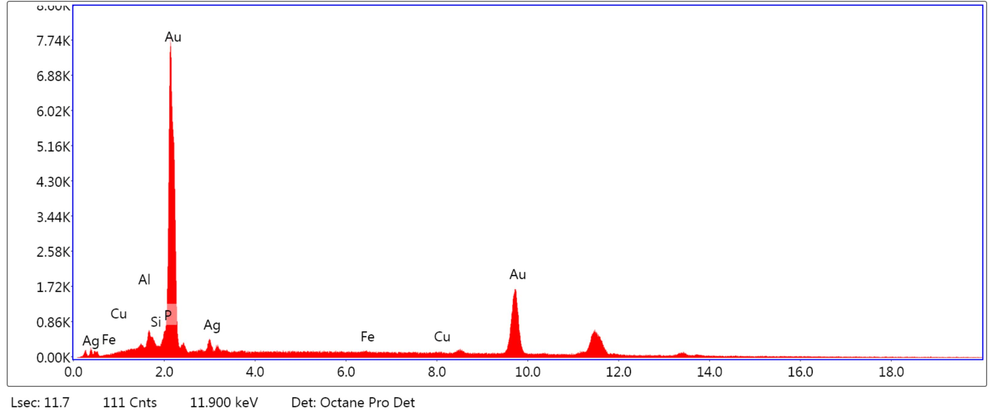 8.60K
Au
7.74K
6.88K
6.02K
5.16K
4.30K
3.44K
2.58K
Au
Al
1.72K
Cu
P
Si
0.86K
Ag
Fe
Cu
Ag Fe
0.00K
0.0 2.0 4.0 6.0 8.0 10.0 12.0 14.0 16.0 18.0
Lsec: 11.7 111 Cnts 11.900 keV Det: Octane Pro Det